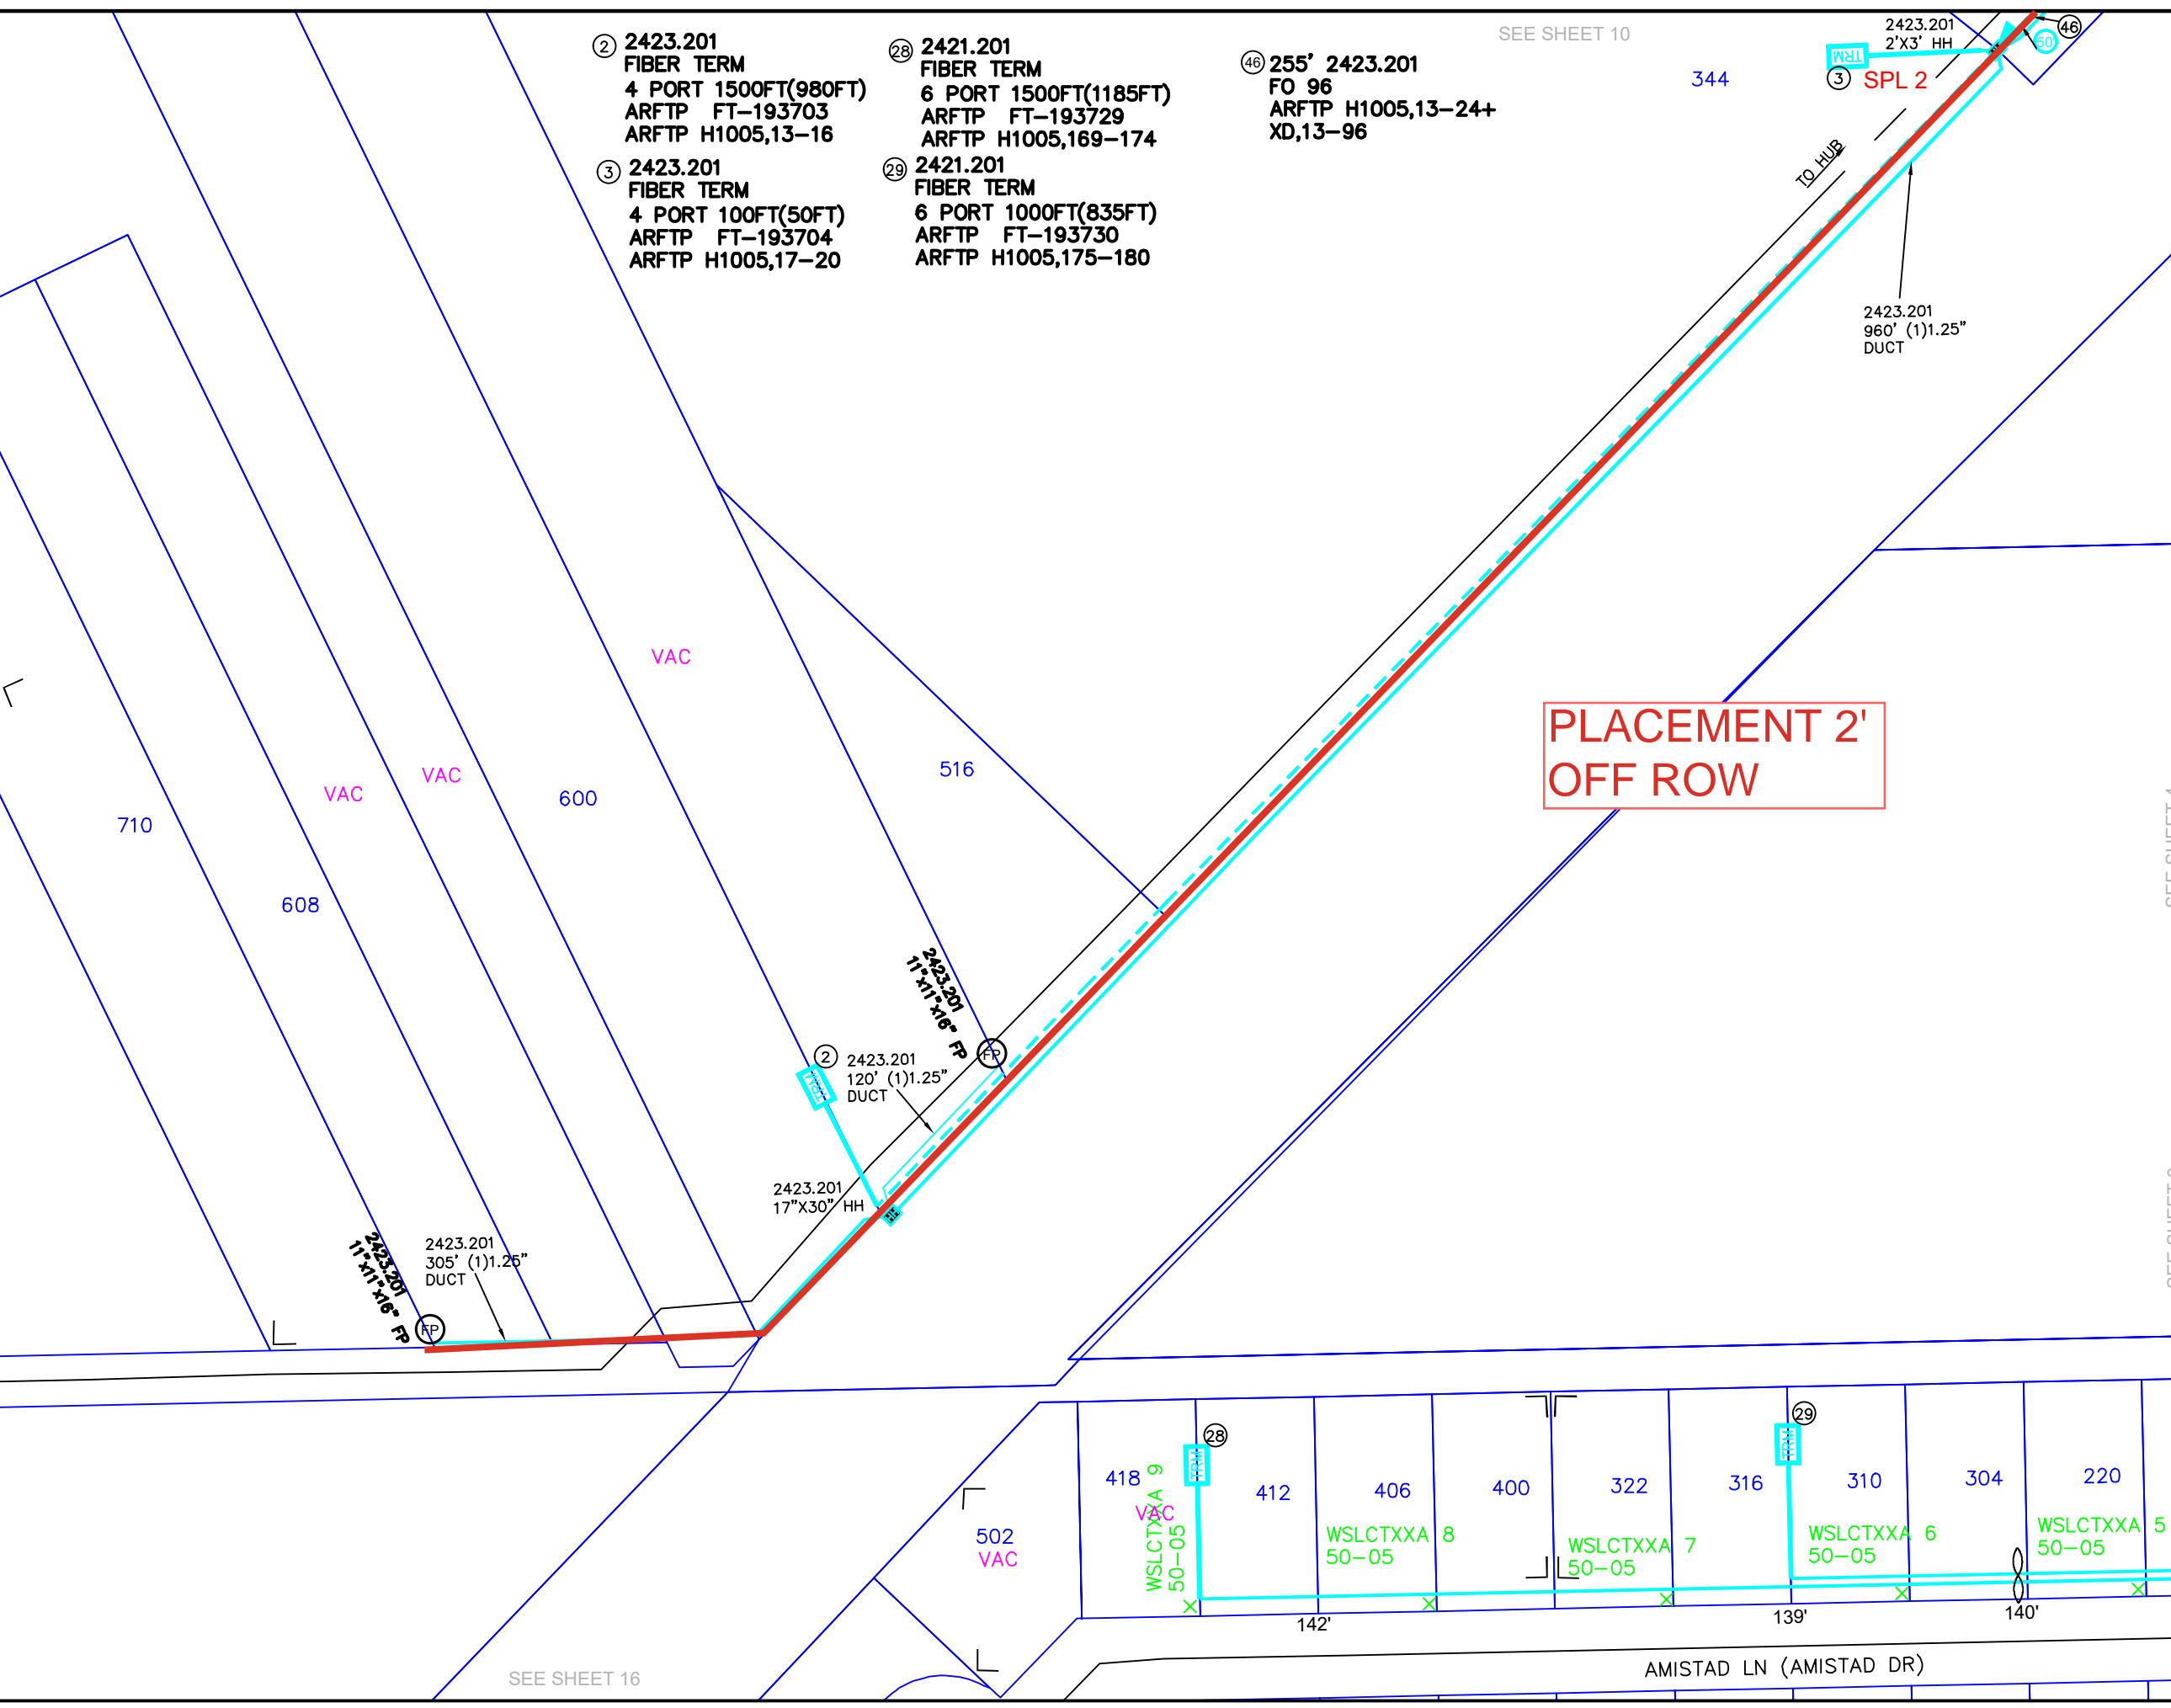 2 2423.201
FIBER TERM
4 PORT 1500FT(980FT)
ARFTP FT-193703
ARFTP H1005,13-16
3 2423.201
FIBER TERM
4 PORT 100FT(50FT)
ARFTP FT-193704
ARFTP H1005,17-20
28 2421.201
FIBER TERM
6 PORT 1500FT(1185FT)
ARFTP FT-193729
ARFTP H1005,169-174
29 2421.201
FIBER TERM
6 PORT 1000FT(835FT)
ARFTP FT-193730
ARFTP H1005,175-180
46 255' 2423.201
FO 96
ARFTP H1005,13-24+
XD,13-96
SEE SHEET 10
344
2423.201
2'X3' HH
TRM
3 SPL 2
46
50'
TO HUB
2423.201
960' (1)1.25"
DUCT
PLACEMENT 2'
OFF ROW
VAC
VAC
VAC
710
608
600
516
2423.201
11"x11"x16" FP
FP
2
TRM
2423.201
120' (1)1.25"
DUCT
2423.201
17"X30" HH
2423.201
11"x11"x16" FP
FP
2423.201
305' (1)1.25"
DUCT
28
TRM
29
TRM
418
VAC
412
406
400
322
316
310
304
220
502
VAC
WSLCTXXA 9
50-05
WSLCTXXA 8
50-05
WSLCTXXA 7
50-05
WSLCTXXA 6
50-05
WSLCTXXA 5
50-05
142'
139'
140'
AMISTAD LN (AMISTAD DR)
SEE SHEET 16